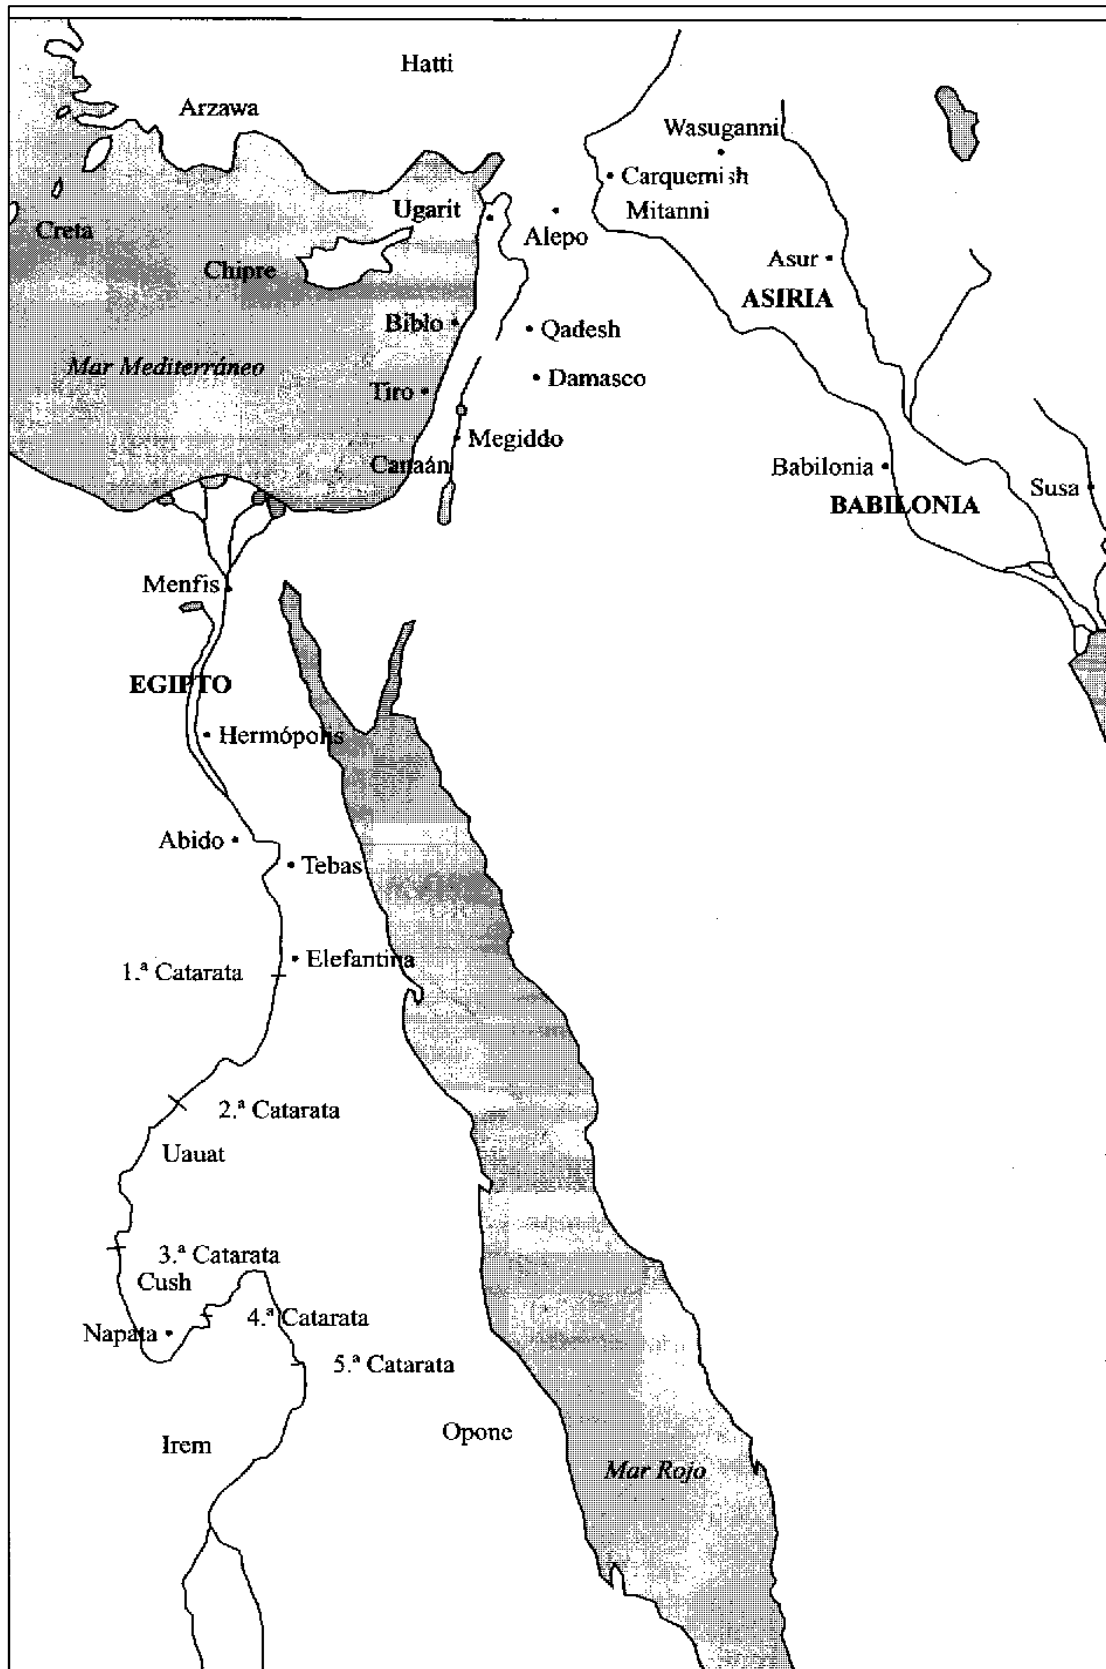 Hatti
Arzawa
Wasuganni
Carquemish
Mitanni
Ugarit
Alepo
Creta
Chipre
Asur
ASIRIA
Biblo
Qadesh
Mar Mediterráneo
Damasco
Tiro
Megiddo
Canaán
Babilonia
Susa
BABILONIA
Menfis
EGIPTO
Hermópolis
Abido
Tebas
Elefantina
1.ª Catarata
2.ª Catarata
Uauat
3.ª Catarata
Cush
4.ª Catarata
Napata
5.ª Catarata
Opone
Irem
Mar Rojo